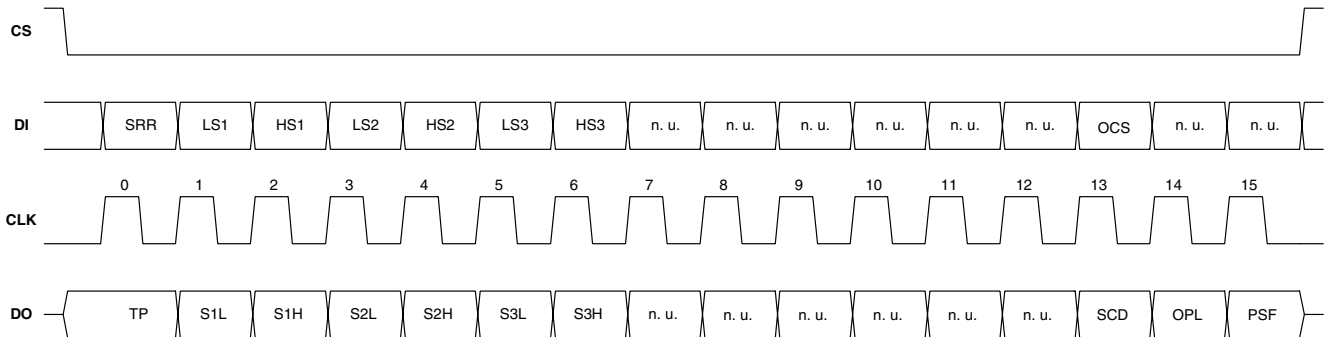 CS
DI SRR LS1 HS1 LS2 HS2 LS3 HS3 n. u. n. u. n. u. n. u. n. u. n. u. OCS n. u. n. u.
0 1 2 3 4 5 6 7 8 9 10 11 12 13 14 15
CLK
DO TP S1L S1H S2L S2H S3L S3H n. u. n. u. n. u. n. u. n. u. n. u. SCD OPL PSF